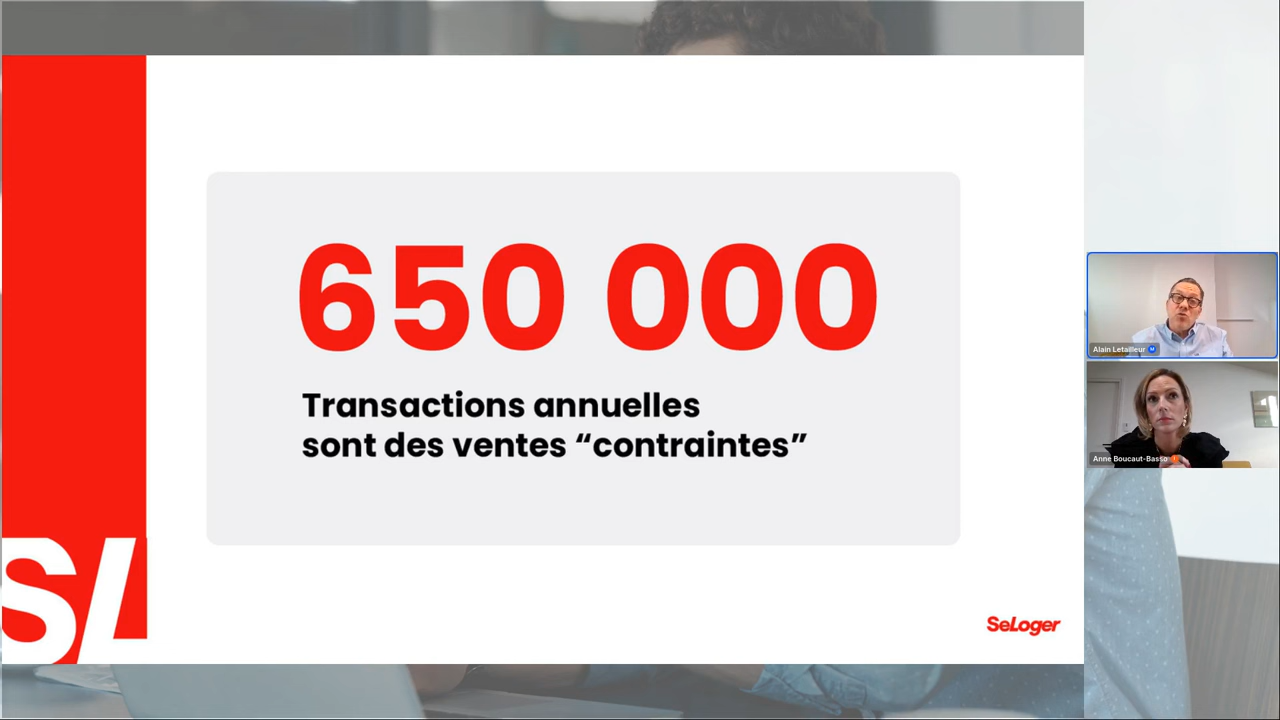 650 000
Transactions annuelles
sont des ventes “contraintes”
SL
SeLoger
Alain Letailleur
Anne Boucaut-Basso